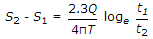 S₂ - S₁ = 2.3Q / 4πT logₑ t₁ / t₂